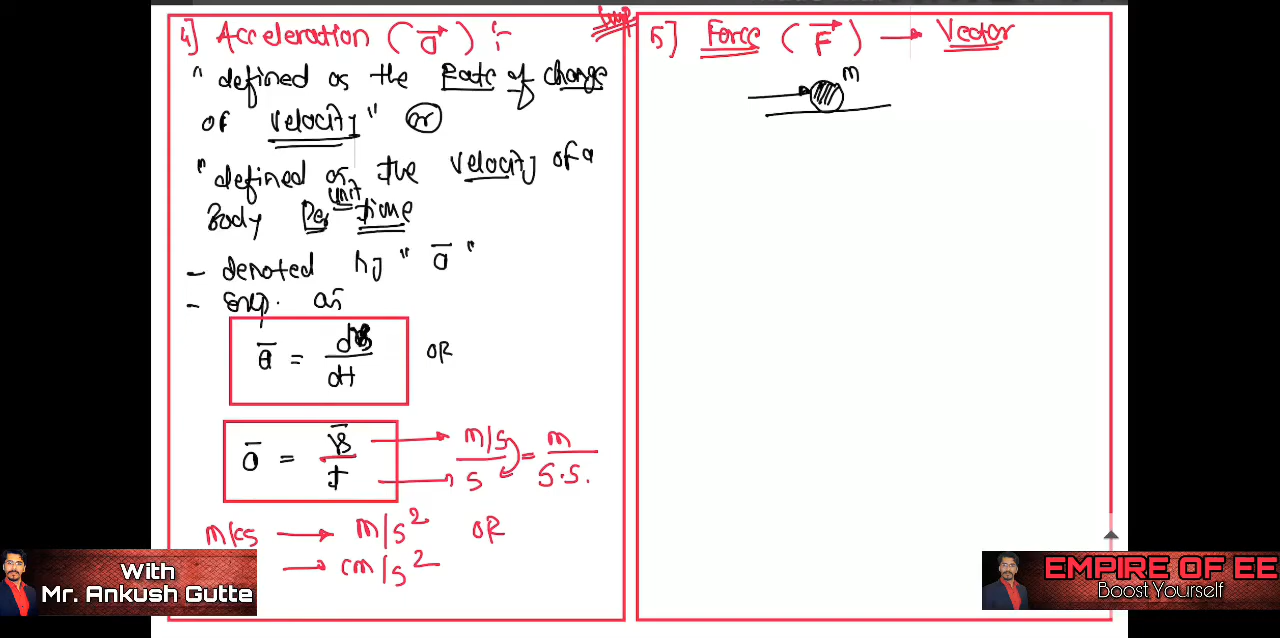 4] Acceleration (a⃗) :-
" defined as the Rate of change
of velocity " or
" defined as the velocity of a
Body Per unit time
- denoted by " a̅ "
- Exp. as
a̅ = dv̅/dt OR
a̅ = v̅/t → m/s / s = m / s.s.
m/cs → m/s² OR
→ cm/s²
Imp
5] Force (F⃗) → Vector
m
With
Mr. Ankush Gutte
EMPIRE OF EE
Boost Yourself